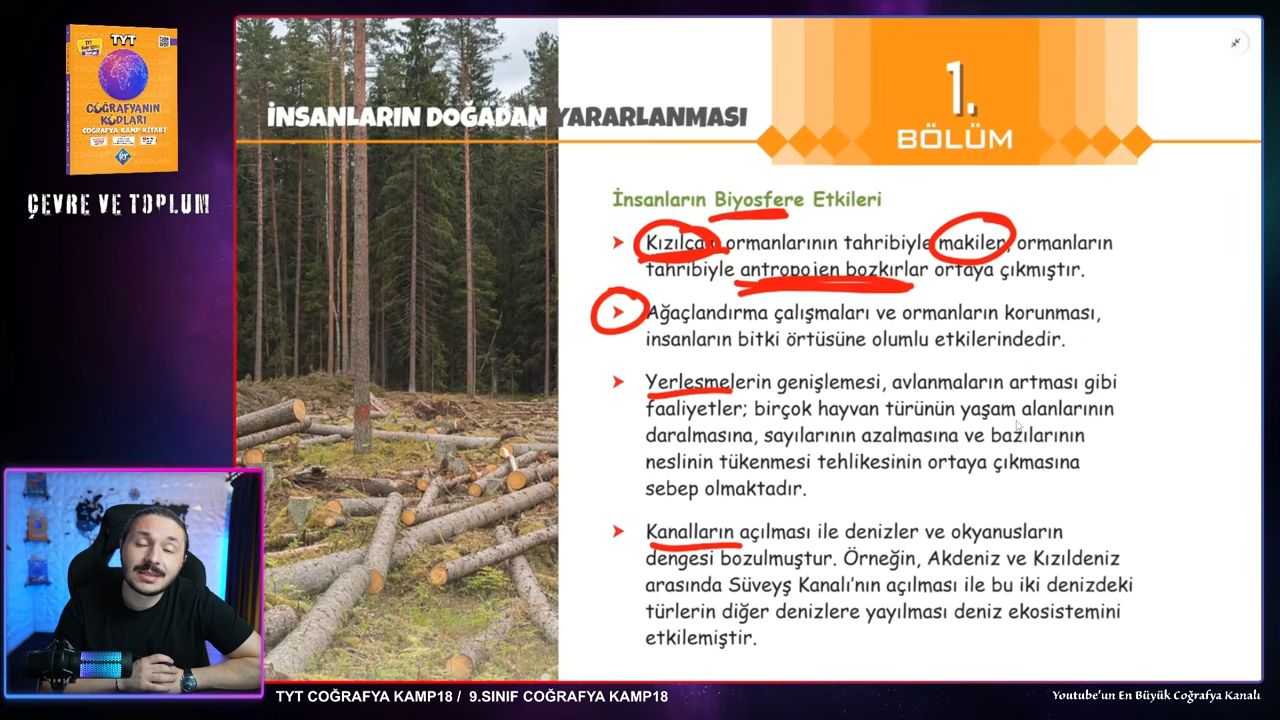 TYT
COĞRAFYANIN
KODLARI
COĞRAFYA KAMP KİTABI
ÇEVRE VE TOPLUM
İNSANLARIN DOĞADAN YARARLANMASI
1.
BÖLÜM
İnsanların Biyosfere Etkileri
➤ Kızılçam ormanlarının tahribiyle makiler, ormanların
tahribiyle antropojen bozkırlar ortaya çıkmıştır.
➤ Ağaçlandırma çalışmaları ve ormanların korunması,
insanların bitki örtüsüne olumlu etkilerindedir.
➤ Yerleşmelerin genişlemesi, avlanmaların artması gibi
faaliyetler; birçok hayvan türünün yaşam alanlarının
daralmasına, sayılarının azalmasına ve bazılarının
neslinin tükenmesi tehlikesinin ortaya çıkmasına
sebep olmaktadır.
➤ Kanalların açılması ile denizler ve okyanusların
dengesi bozulmuştur. Örneğin, Akdeniz ve Kızıldeniz
arasında Süveyş Kanalı'nın açılması ile bu iki denizdeki
türlerin diğer denizlere yayılması deniz ekosistemini
etkilemiştir.
TYT COĞRAFYA KAMP18 / 9.SINIF COĞRAFYA KAMP18
Youtube'un En Büyük Coğrafya Kanalı